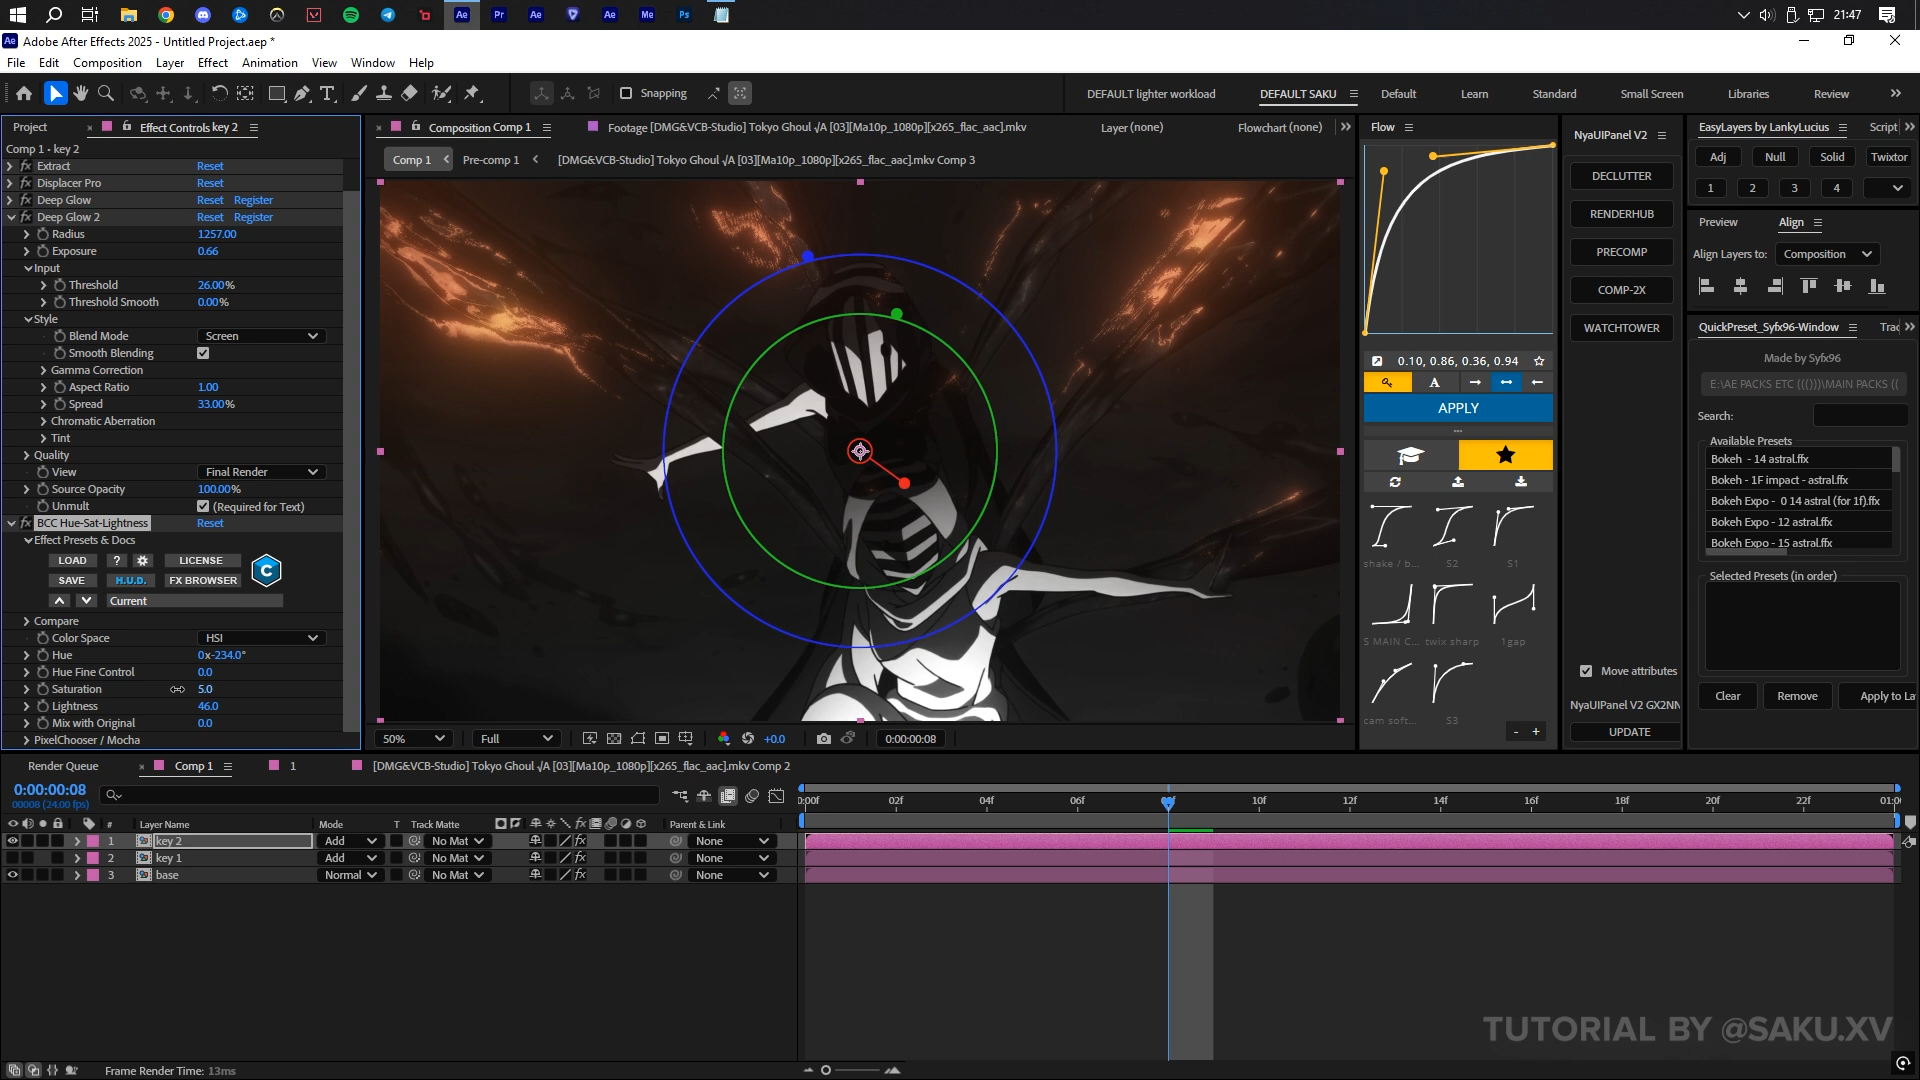 21:47
Adobe After Effects 2025 - Untitled Project.aep *
File Edit Composition Layer Effect Animation View Window Help
Snapping
DEFAULT lighter workload DEFAULT SAKU Default Learn Standard Small Screen Libraries Review
Project Effect Controls key 2
Comp 1 • key 2
Extract Reset
Displacer Pro Reset
Deep Glow Reset Register
Deep Glow 2 Reset Register
Radius 1257.00
Exposure 0.66
Input
Threshold 26.00%
Threshold Smooth 0.00%
Style
Blend Mode Screen
Smooth Blending
Gamma Correction
Aspect Ratio 1.00
Spread 33.00%
Chromatic Aberration
Tint
Quality
View Final Render
Source Opacity 100.00%
Unmult (Required for Text)
BCC Hue-Sat-Lightness Reset
Effect Presets & Docs
LOAD ? LICENSE
SAVE H.U.D. FX BROWSER
Current
Compare
Color Space HSI
Hue 0x-234.0°
Hue Fine Control 0.0
Saturation 5.0
Lightness 46.0
Mix with Original 0.0
PixelChooser / Mocha
Composition Comp 1 Footage [DMG&VCB-Studio] Tokyo Ghoul √A [03][Ma10p_1080p][x265_flac_aac].mkv Layer (none) Flowchart (none)
Comp 1 Pre-comp 1 [DMG&VCB-Studio] Tokyo Ghoul √A [03][Ma10p_1080p][x265_flac_aac].mkv Comp 3
50% Full +0.0 0:00:00:08
Flow
0.10, 0.86, 0.36, 0.94
A
APPLY
shake / b... S2 S1
S MAIN C... twix sharp 1gap
cam soft... S3
- +
NyaUIPanel V2
DECLUTTER
RENDERHUB
PRECOMP
COMP-2X
WATCHTOWER
Move attributes
NyaUIPanel V2 GX2NN
UPDATE
EasyLayers by LankyLucius Script
Adj Null Solid Twixtor
1 2 3 4
Preview Align
Align Layers to: Composition
QuickPreset_Syfx96-Window Trac
Made by Syfx96
E:\AE PACKS ETC ((()))\MAIN PACKS ((
Search:
Available Presets
Bokeh - 14 astral.ffx
Bokeh - 1F impact - astral.ffx
Bokeh Expo - 0 14 astral (for 1f).ffx
Bokeh Expo - 12 astral.ffx
Bokeh Expo - 15 astral.ffx
Selected Presets (in order)
Clear Remove Apply to La
Render Queue Comp 1 1 [DMG&VCB-Studio] Tokyo Ghoul √A [03][Ma10p_1080p][x265_flac_aac].mkv Comp 2
0:00:00:08
00008 (24.00 fps)
# Layer Name Mode T Track Matte Parent & Link
1 key 2 Add No Mat None
2 key 1 Add No Mat None
3 base Normal No Mat None
0:00f 02f 04f 06f 10f 12f 14f 16f 18f 20f 22f 01:0
TUTORIAL BY @SAKU.XV
Frame Render Time: 13ms